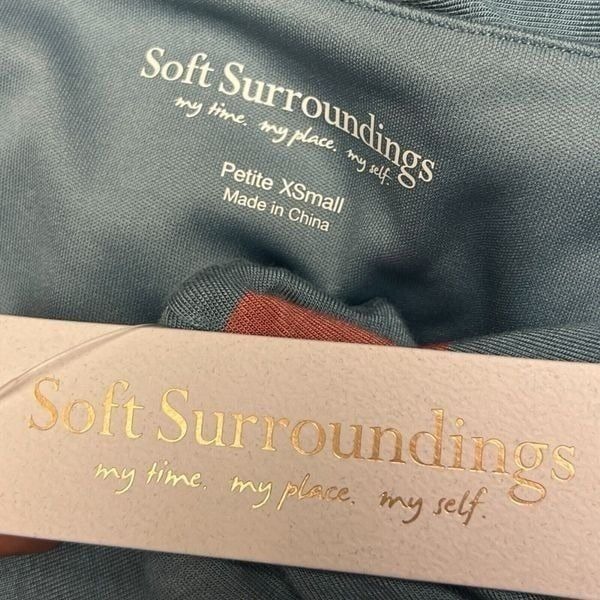 Soft Surroundings
my time. my place. my self.
Petite XSmall
Made in China
Soft Surroundings
my time. my place. my self.